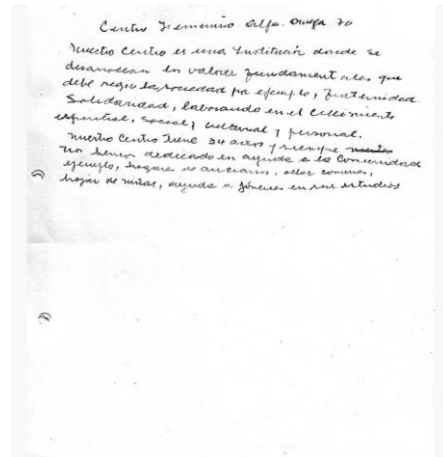 Centro Femenino Alfa. Omega 70
Nuestro Centro es una Institución donde se
desarrollan los valores fundamentales que
debe regir la sociedad por ejemplo, fraternidad
Solidaridad, laborando en el Crecimiento
espiritual, social, cultural y personal.
Nuestro Centro tiene 34 años y siempre
nos hemos dedicado en ayuda a la Comunidad
ejemplo, hogares de ancianos, ollas comunes,
hogar de niñas, ayuda a jóvenes en sus estudios